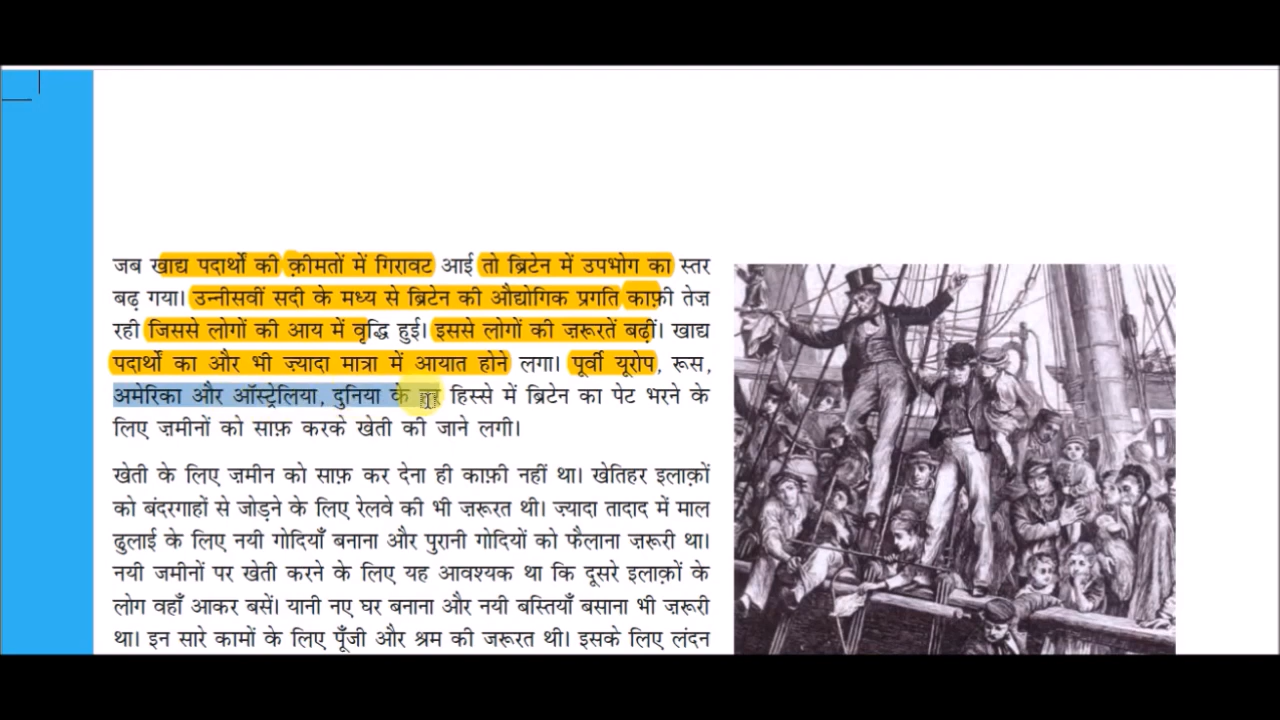 जब खाद्य पदार्थों की क़ीमतों में गिरावट आई तो ब्रिटेन में उपभोग का स्तर
बढ़ गया। उन्नीसवीं सदी के मध्य से ब्रिटेन की औद्योगिक प्रगति काफ़ी तेज़
रही जिससे लोगों की आय में वृद्धि हुई। इससे लोगों की ज़रूरतें बढ़ीं। खाद्य
पदार्थों का और भी ज़्यादा मात्रा में आयात होने लगा। पूर्वी यूरोप, रूस,
अमेरिका और ऑस्ट्रेलिया, दुनिया के हर हिस्से में ब्रिटेन का पेट भरने के
लिए ज़मीनों को साफ़ करके खेती की जाने लगी।
खेती के लिए ज़मीन को साफ़ कर देना ही काफ़ी नहीं था। खेतिहर इलाक़ों
को बंदरगाहों से जोड़ने के लिए रेलवे की भी ज़रूरत थी। ज़्यादा तादाद में माल
ढुलाई के लिए नयी गोदियाँ बनाना और पुरानी गोदियों को फैलाना ज़रूरी था।
नयी जमीनों पर खेती करने के लिए यह आवश्यक था कि दूसरे इलाक़ों के
लोग वहाँ आकर बसें। यानी नए घर बनाना और नयी बस्तियाँ बसाना भी ज़रूरी
था। इन सारे कामों के लिए पूँजी और श्रम की जरूरत थी। इसके लिए लंदन